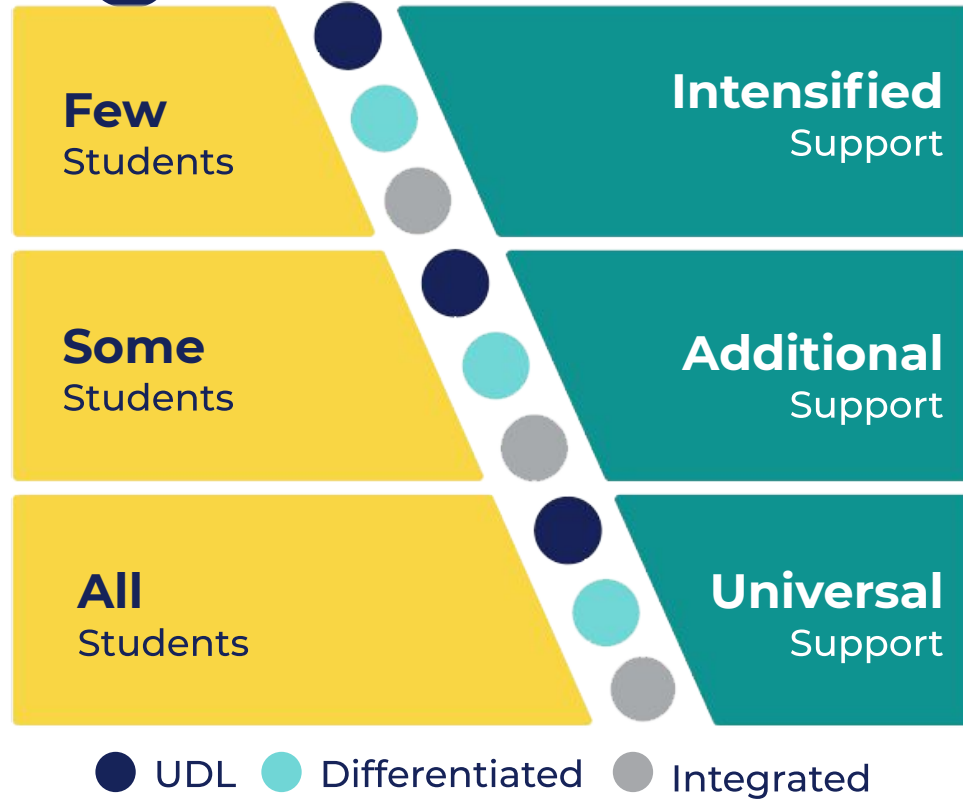 Few
Students
Intensified
Support
Some
Students
Additional
Support
All
Students
Universal
Support
UDL Differentiated Integrated